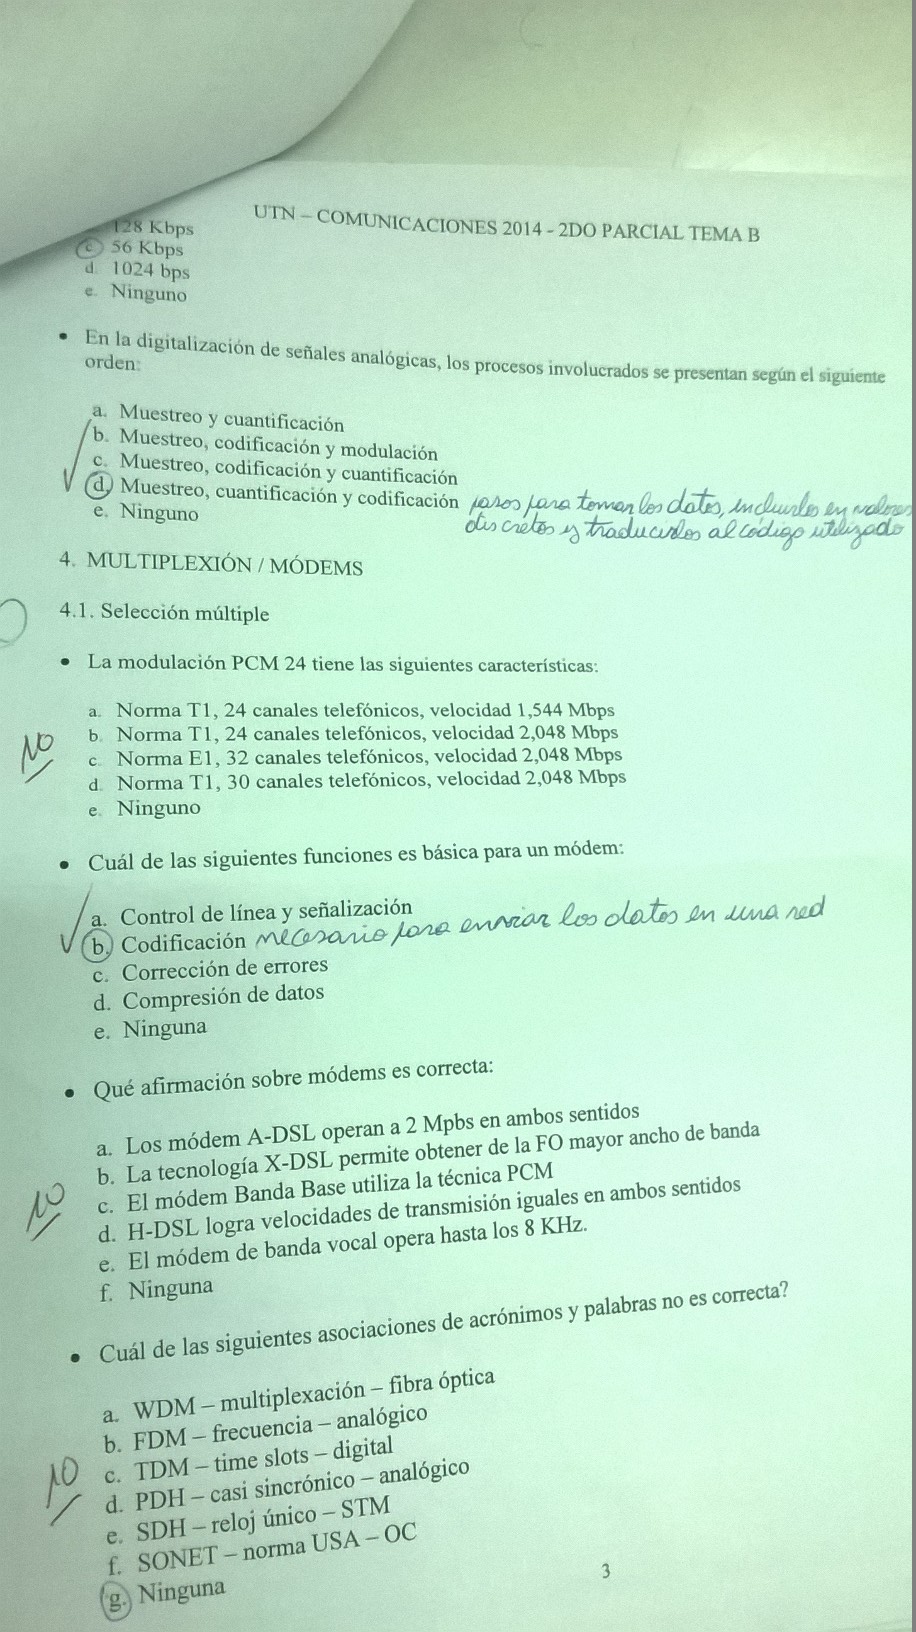 UTN – COMUNICACIONES 2014 - 2DO PARCIAL TEMA B
128 Kbps
c 56 Kbps
d. 1024 bps
e. Ninguno
• En la digitalización de señales analógicas, los procesos involucrados se presentan según el siguiente
orden:
a. Muestreo y cuantificación
b. Muestreo, codificación y modulación
c. Muestreo, codificación y cuantificación
d. Muestreo, cuantificación y codificación pasos para tomar los datos, incluirlos en valores
discretos y traducirlos al código utilizado
e. Ninguno
4. MULTIPLEXIÓN / MÓDEMS
4.1. Selección múltiple
• La modulación PCM 24 tiene las siguientes características:
a. Norma T1, 24 canales telefónicos, velocidad 1,544 Mbps
b. Norma T1, 24 canales telefónicos, velocidad 2,048 Mbps
NO
c. Norma E1, 32 canales telefónicos, velocidad 2,048 Mbps
d. Norma T1, 30 canales telefónicos, velocidad 2,048 Mbps
e. Ninguno
• Cuál de las siguientes funciones es básica para un módem:
a. Control de línea y señalización
b. Codificación necesario para enviar los datos en una red
c. Corrección de errores
d. Compresión de datos
e. Ninguna
• Qué afirmación sobre módems es correcta:
a. Los módem A-DSL operan a 2 Mpbs en ambos sentidos
b. La tecnología X-DSL permite obtener de la FO mayor ancho de banda
c. El módem Banda Base utiliza la técnica PCM
NO
d. H-DSL logra velocidades de transmisión iguales en ambos sentidos
e. El módem de banda vocal opera hasta los 8 KHz.
f. Ninguna
• Cuál de las siguientes asociaciones de acrónimos y palabras no es correcta?
a. WDM – multiplexación – fibra óptica
b. FDM – frecuencia – analógico
c. TDM – time slots – digital
NO
d. PDH – casi sincrónico – analógico
e. SDH – reloj único – STM
f. SONET – norma USA – OC
g. Ninguna
3